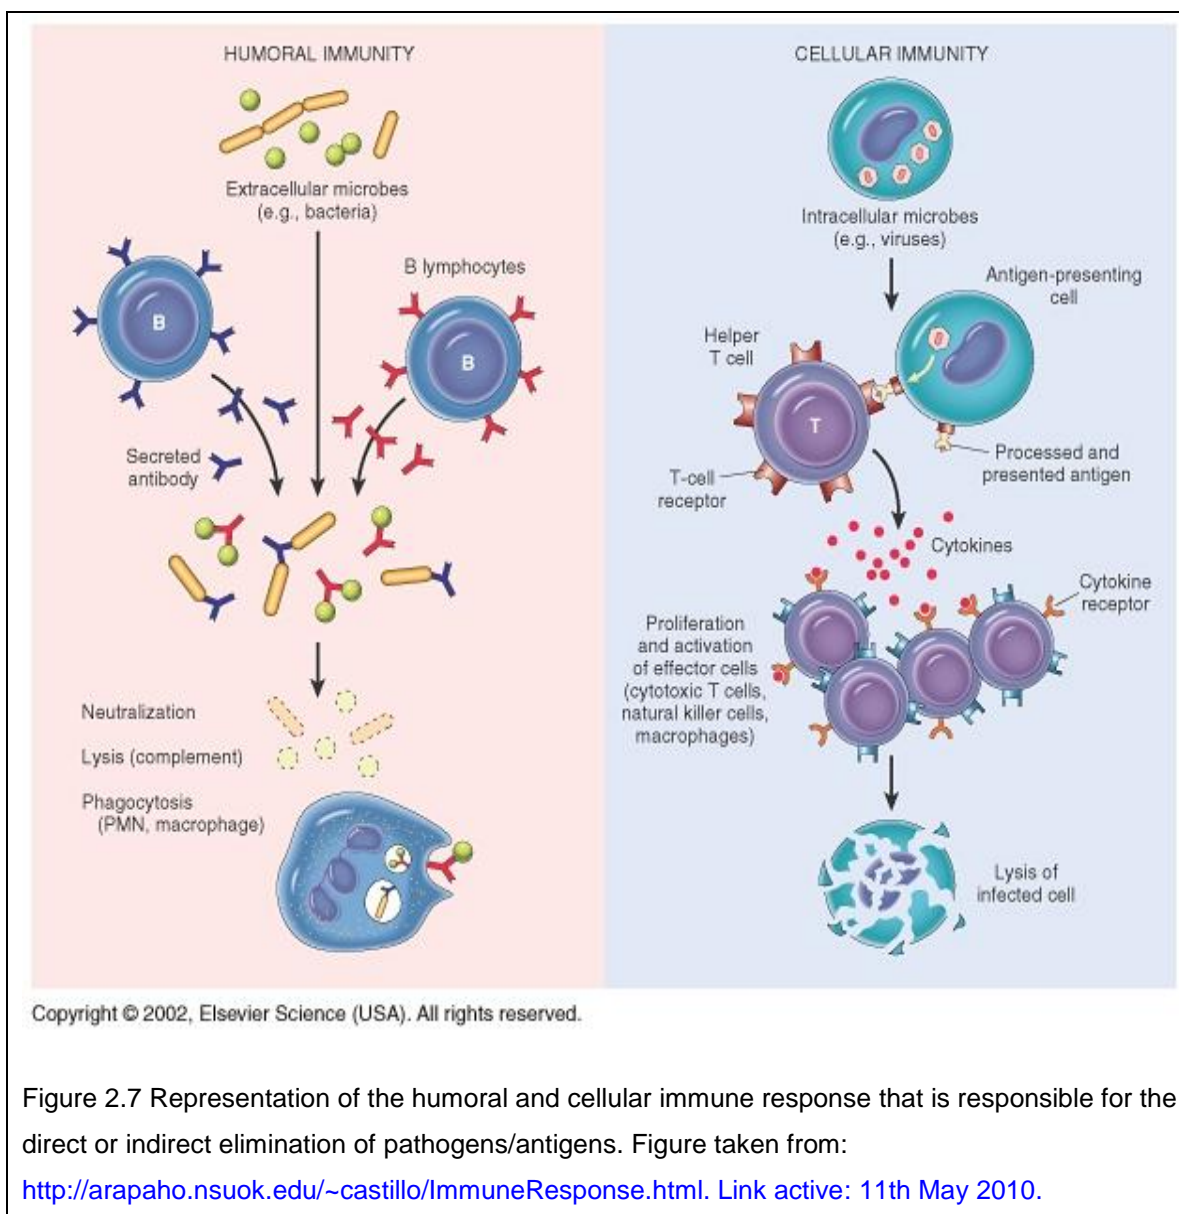 HUMORAL IMMUNITY
Extracellular microbes
(e.g., bacteria)
B lymphocytes
B
B
Secreted
antibody
Neutralization
Lysis (complement)
Phagocytosis
(PMN, macrophage)
CELLULAR IMMUNITY
Intracellular microbes
(e.g., viruses)
Antigen-presenting
cell
Helper
T cell
T
T-cell
receptor
Processed and
presented antigen
Cytokines
Cytokine
receptor
Proliferation
and activation
of effector cells
(cytotoxic T cells,
natural killer cells,
macrophages)
Lysis of
infected cell
Copyright © 2002, Elsevier Science (USA). All rights reserved.
Figure 2.7 Representation of the humoral and cellular immune response that is responsible for the
direct or indirect elimination of pathogens/antigens. Figure taken from:
http://arapaho.nsuok.edu/~castillo/ImmuneResponse.html. Link active: 11th May 2010.